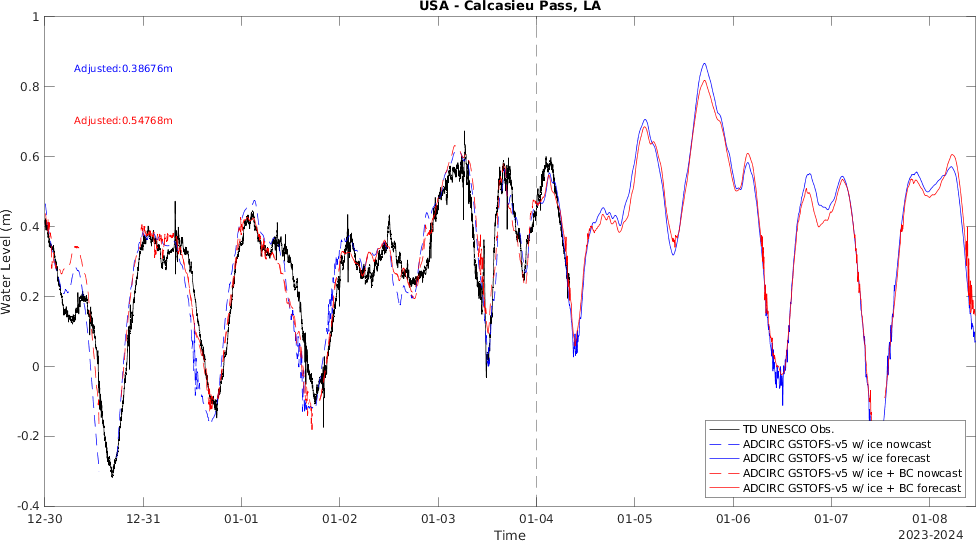 USA - Calcasieu Pass, LA
1
0.8
0.6
0.4
0.2
0
-0.2
-0.4
Water Level (m)
Adjusted:0.38676m
Adjusted:0.54768m
TD UNESCO Obs.
ADCIRC GSTOFS-v5 w/ ice nowcast
ADCIRC GSTOFS-v5 w/ ice forecast
ADCIRC GSTOFS-v5 w/ ice + BC nowcast
ADCIRC GSTOFS-v5 w/ ice + BC forecast
12-30 12-31 01-01 01-02 01-03 01-04 01-05 01-06 01-07 01-08
Time
2023-2024